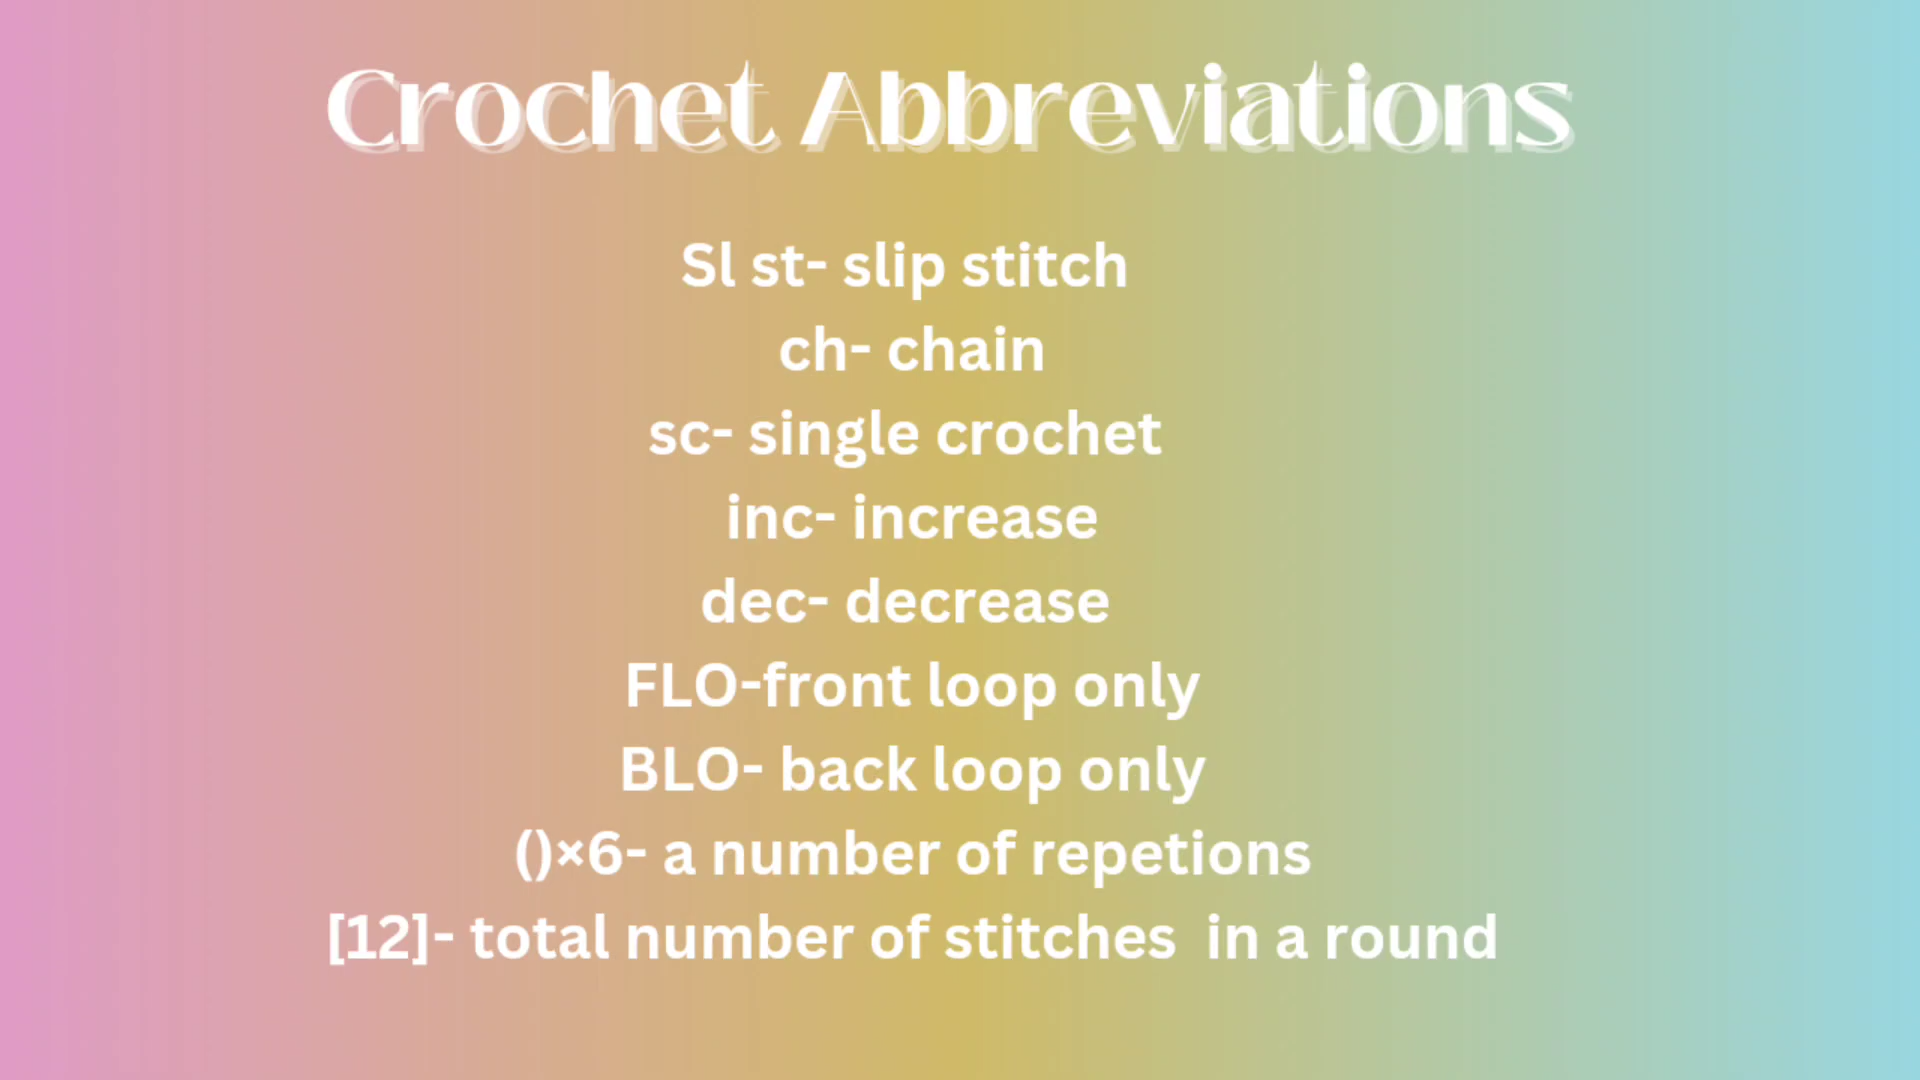 Crochet Abbreviations
Sl st- slip stitch
ch- chain
sc- single crochet
inc- increase
dec- decrease
FLO-front loop only
BLO- back loop only
()×6- a number of repetions
[12]- total number of stitches  in a round